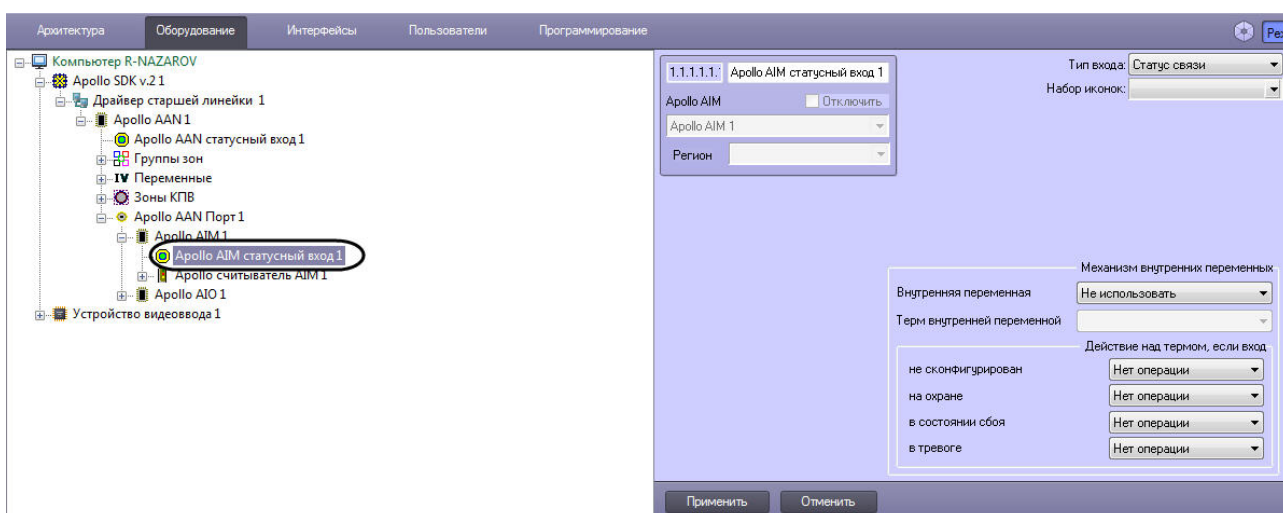 Архитектура Оборудование Интерфейсы Пользователи Программирование
Компьютер R-NAZAROV
Apollo SDK v.2 1
Драйвер старшей линейки 1
Apollo AAN 1
Apollo AAN статусный вход 1
Группы зон
Переменные
Зоны КПВ
Apollo AAN Порт 1
Apollo AIM 1
Apollo AIM статусный вход 1
Apollo считыватель AIM 1
Apollo AIO 1
Устройство видеоввода 1
1.1.1.1.1 Apollo AIM статусный вход 1
Apollo AIM Отключить
Apollo AIM 1
Регион
Тип входа: Статус связи
Набор иконок:
Механизм внутренних переменных
Внутренняя переменная Не использовать
Терм внутренней переменной
Действие над термом, если вход
не сконфигурирован Нет операции
на охране Нет операции
в состоянии сбоя Нет операции
в тревоге Нет операции
Применить Отменить